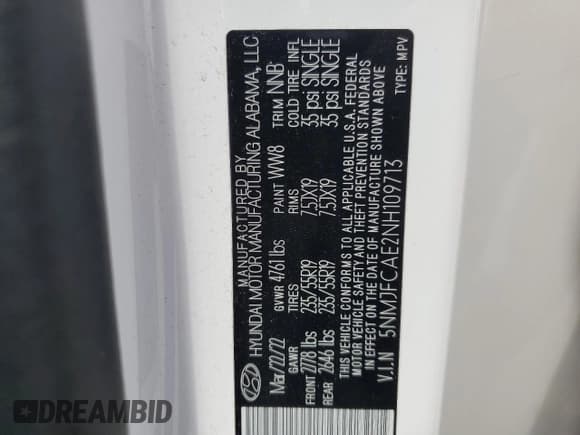 MANUFACTURED BY
HYUNDAI MOTOR MANUFACTURING ALABAMA, LLC
Mar/22/22 GVWR 4761 lbs PAINT WW8 TRIM NNB
GAWR TIRES RIMS COLD TIRE INFL
FRONT 2778 lbs 235/55R19 7.5JX19 35 psi SINGLE
REAR 2646 lbs 235/55R19 7.5JX19 35 psi SINGLE
THIS VEHICLE CONFORMS TO ALL APPLICABLE U.S.A. FEDERAL
MOTOR VEHICLE SAFETY AND THEFT PREVENTION STANDARDS
IN EFFECT ON THE DATE OF MANUFACTURE SHOWN ABOVE
V.I.N 5NMJFCAE2NH109713 TYPE: MPV
DREAMBID